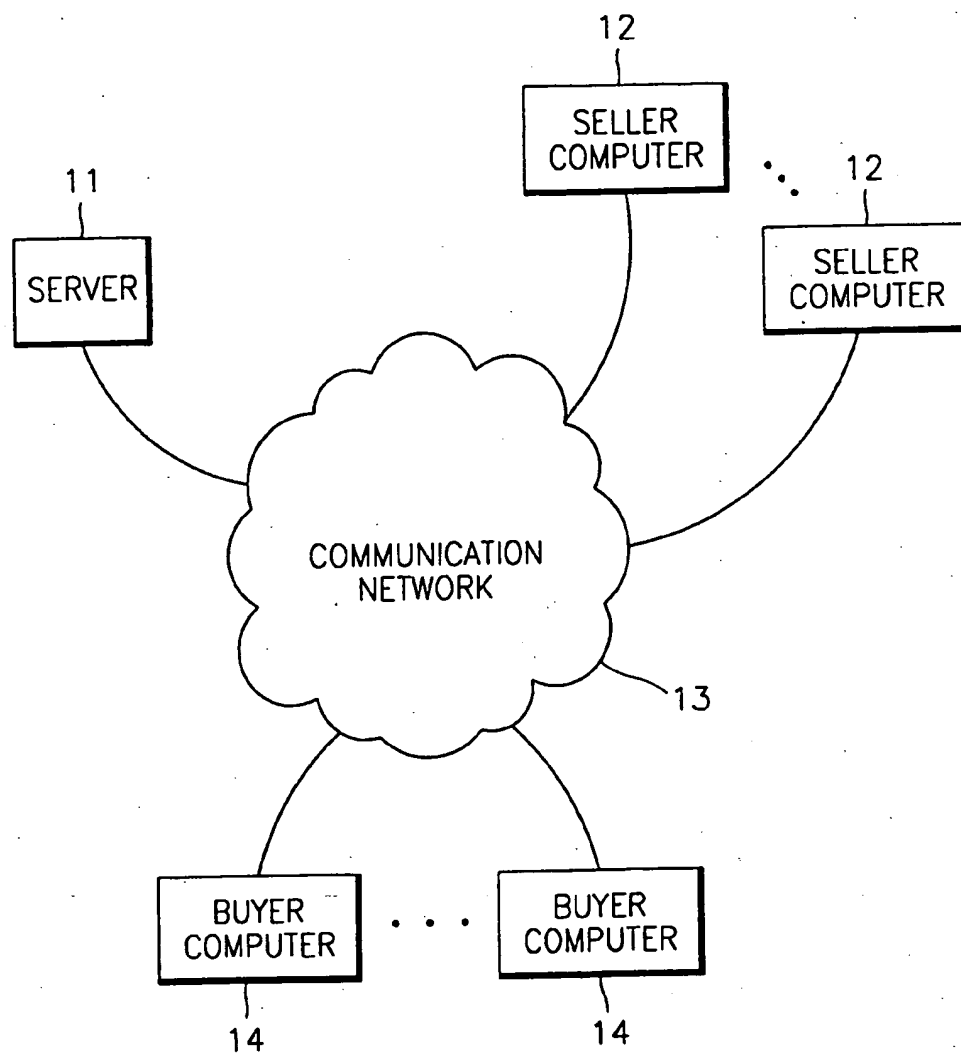 12
SELLER
COMPUTER
11
12
SERVER
SELLER
COMPUTER
COMMUNICATION
NETWORK
13
BUYER
COMPUTER
BUYER
COMPUTER
14
14